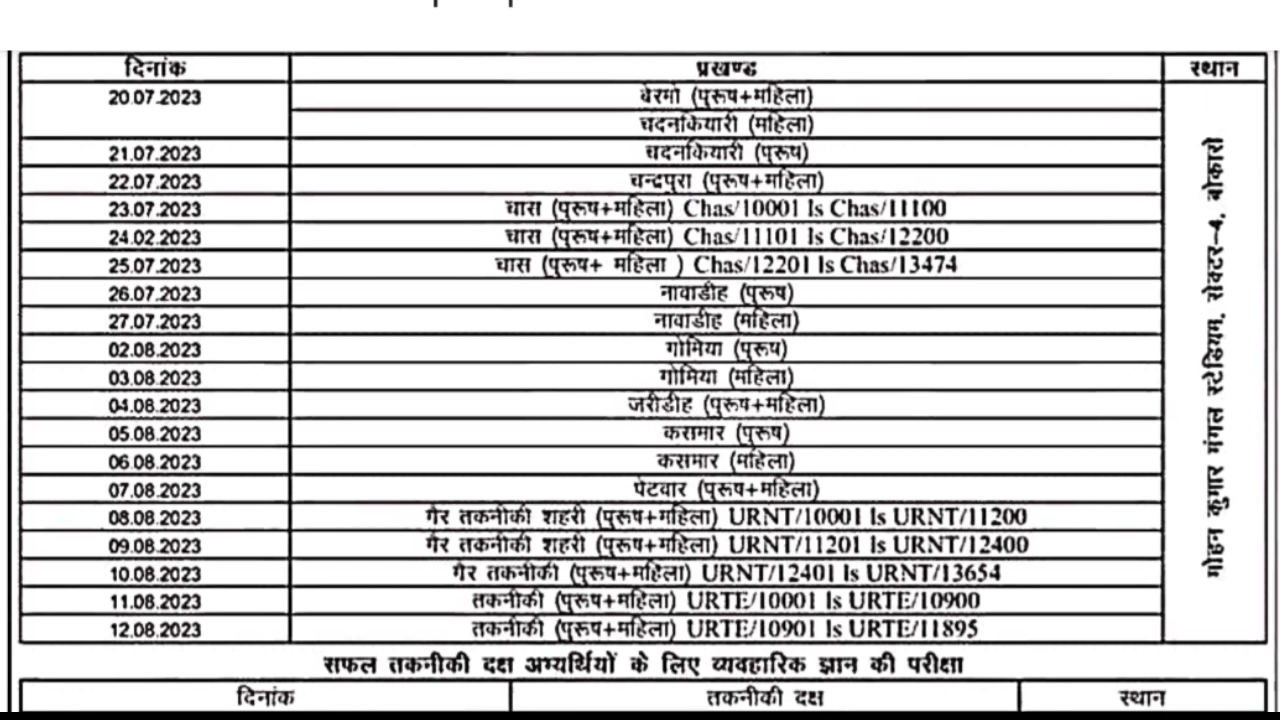 दिनांक प्रखण्ड स्थान
20.07.2023 बेरमो (पुरूष+महिला)
चदनकियारी (महिला)
21.07.2023 चदनकियारी (पुरूष)
22.07.2023 चन्द्रपुरा (पुरूष+महिला)
23.07.2023 चास (पुरूष+महिला) Chas/10001 ls Chas/11100
24.02.2023 चास (पुरूष+महिला) Chas/11101 ls Chas/12200
25.07.2023 चास (पुरूष+ महिला ) Chas/12201 ls Chas/13474
26.07.2023 नावाडीह (पुरूष)
27.07.2023 नावाडीह (महिला)
02.08.2023 गोमिया (पुरूष)
03.08.2023 गोमिया (महिला)
04.08.2023 जरीडीह (पुरूष+महिला)
05.08.2023 कसमार (पुरूष)
06.08.2023 कसमार (महिला)
07.08.2023 पेटवार (पुरूष+महिला)
08.08.2023 गैर तकनीकी शहरी (पुरूष+महिला) URNT/10001 ls URNT/11200
09.08.2023 गैर तकनीकी शहरी (पुरूष+महिला) URNT/11201 ls URNT/12400
10.08.2023 गैर तकनीकी (पुरूष+महिला) URNT/12401 ls URNT/13654
11.08.2023 तकनीकी (पुरूष+महिला) URTE/10001 ls URTE/10900
12.08.2023 तकनीकी (पुरूष+महिला) URTE/10901 ls URTE/11895
मोहन कुमार मंगल स्टेडियम, सेक्टर-4, बोकारो
सफल तकनीकी दक्ष अभ्यर्थियों के लिए व्यवहारिक ज्ञान की परीक्षा
दिनांक तकनीकी दक्ष स्थान